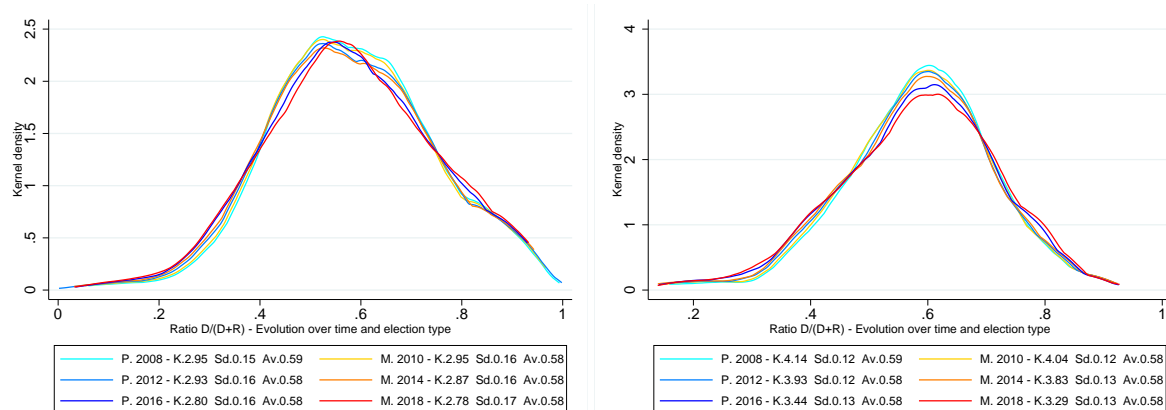 Kernel density
2.5
2
1.5
1
.5
0
0 .2 .4 .6 .8 1
Ratio D/(D+R) - Evolution over time and election type
P. 2008 - K.2.95 Sd.0.15 Av.0.59 M. 2010 - K.2.95 Sd.0.16 Av.0.58
P. 2012 - K.2.93 Sd.0.16 Av.0.58 M. 2014 - K.2.87 Sd.0.16 Av.0.58
P. 2016 - K.2.80 Sd.0.16 Av.0.58 M. 2018 - K.2.78 Sd.0.17 Av.0.58
Kernel density
4
3
2
1
0
.2 .4 .6 .8 1
Ratio D/(D+R) - Evolution over time and election type
P. 2008 - K.4.14 Sd.0.12 Av.0.59 M. 2010 - K.4.04 Sd.0.12 Av.0.58
P. 2012 - K.3.93 Sd.0.12 Av.0.58 M. 2014 - K.3.83 Sd.0.13 Av.0.58
P. 2016 - K.3.44 Sd.0.13 Av.0.58 M. 2018 - K.3.29 Sd.0.13 Av.0.58